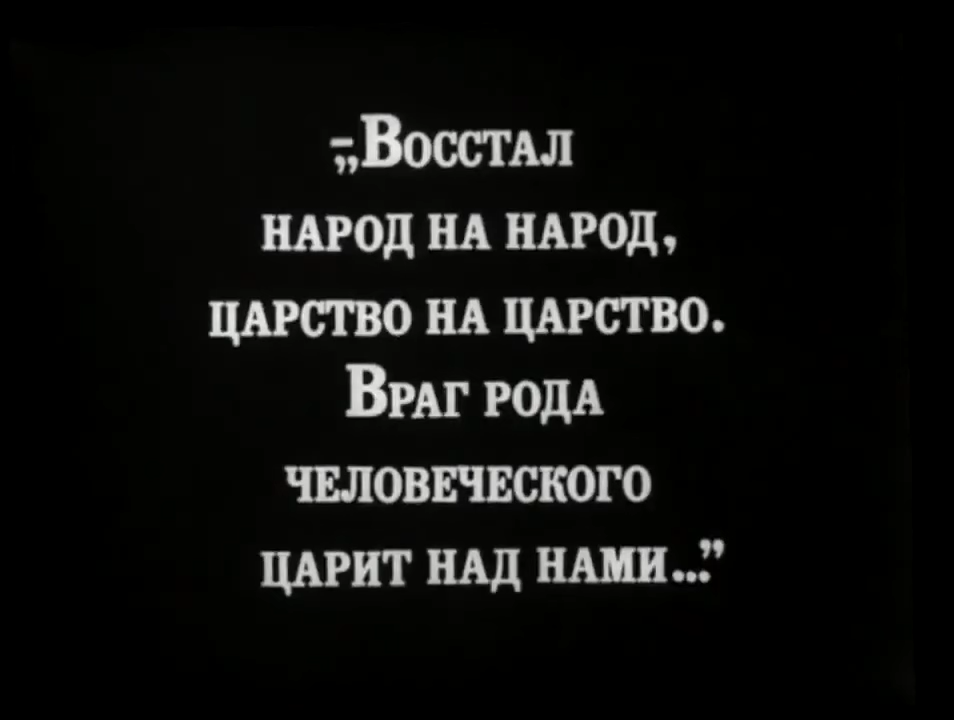 -„Восстал
народ на народ,
царство на царство.
Враг рода
человеческого
царит над нами...”